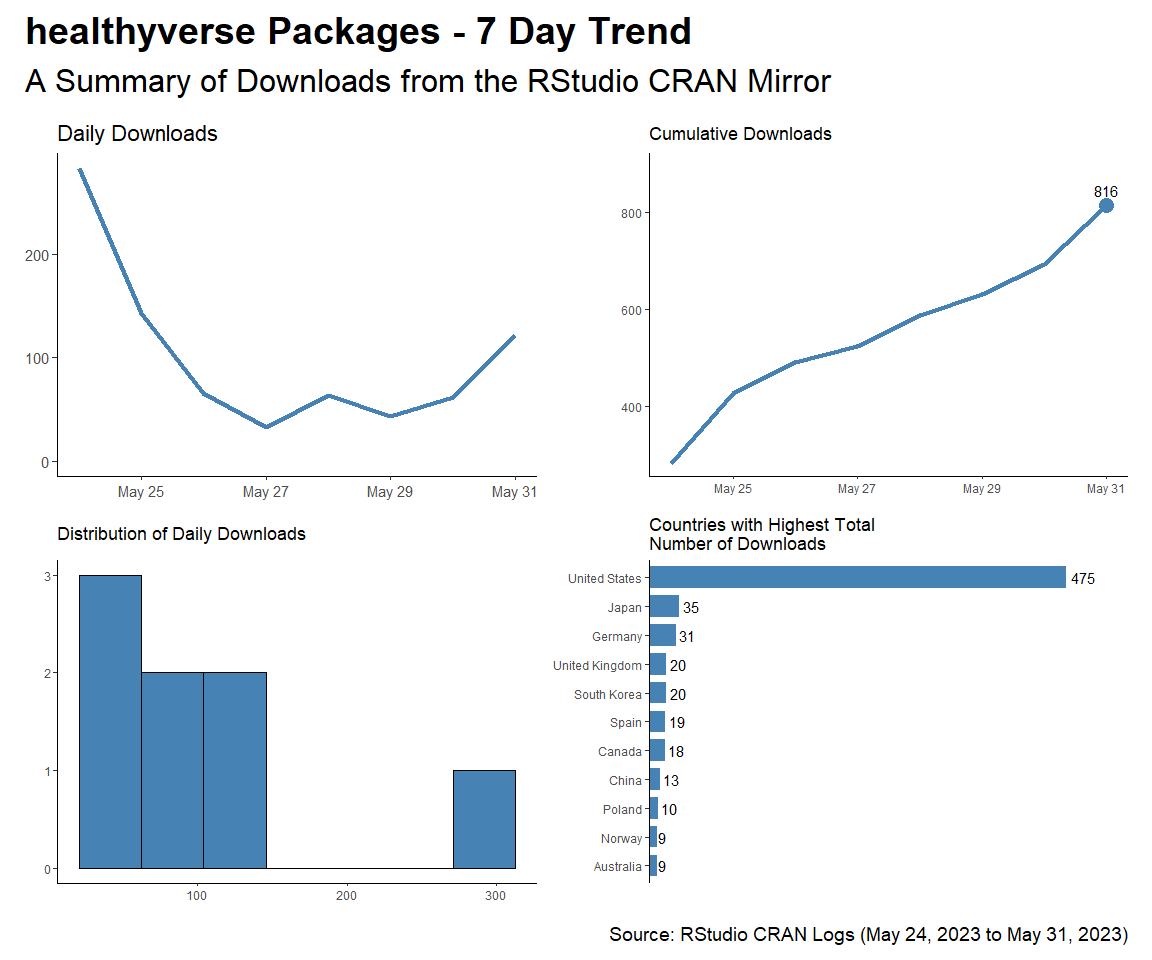 healthyverse Packages - 7 Day Trend
A Summary of Downloads from the RStudio CRAN Mirror
Daily Downloads
200
100
0
May 25
May 27
May 29
May 31
Cumulative Downloads
816
800
600
400
May 25
May 27
May 29
May 31
Distribution of Daily Downloads
3
2
1
0
100
200
300
Countries with Highest Total
Number of Downloads
United States 475
Japan 35
Germany 31
United Kingdom 20
South Korea 20
Spain 19
Canada 18
China 13
Poland 10
Norway 9
Australia 9
Source: RStudio CRAN Logs (May 24, 2023 to May 31, 2023)